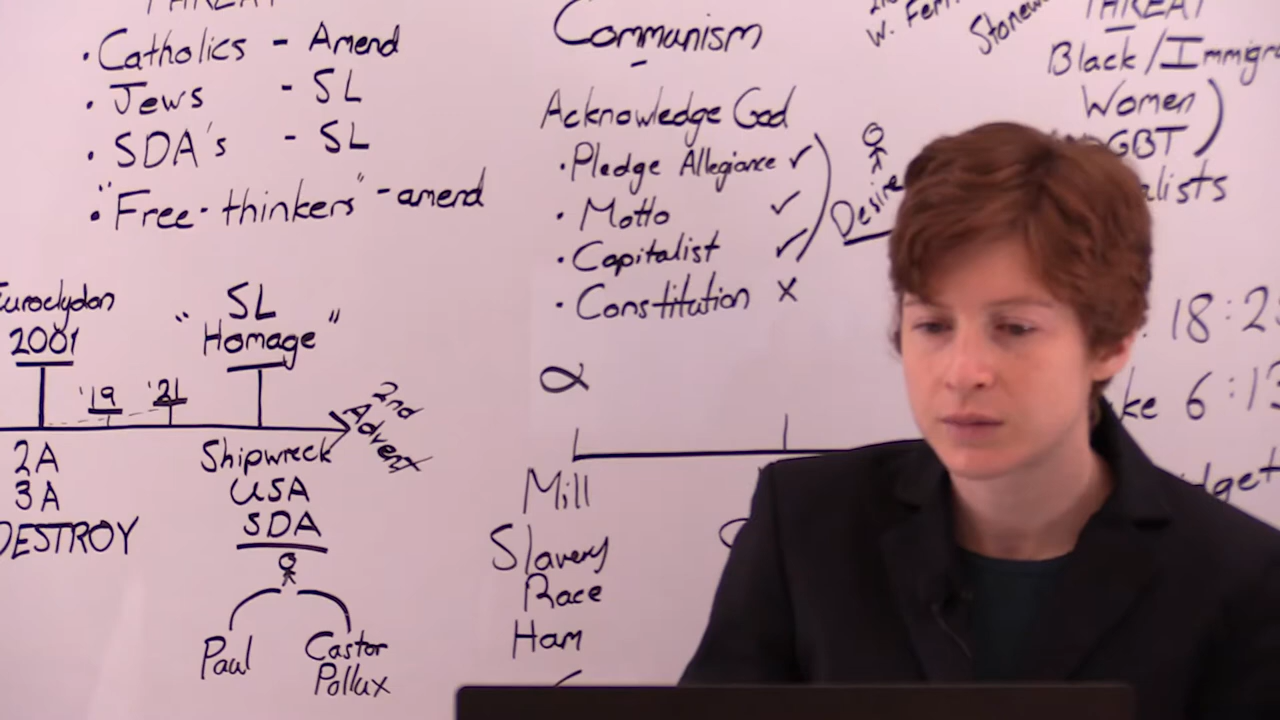 THREAT
• Catholics - Amend
• Jews - SL
• SDA's - SL
• "Free-thinkers" - amend
Euroclydon
2001
'19
'21
" SL
Homage "
2nd
Advent
2A
3A
DESTROY
Shipwreck
USA
SDA
Paul
Castor
Pollux
Communism
Acknowledge God
• Pledge Allegiance ✓
• Motto ✓
• Capitalist ✓
• Constitution X
Desire
α
Mill
Slavery
Race
Ham
W.
THREAT
Black/Immigr
Women
GBT
alists
18:2
ke 6:13
dget